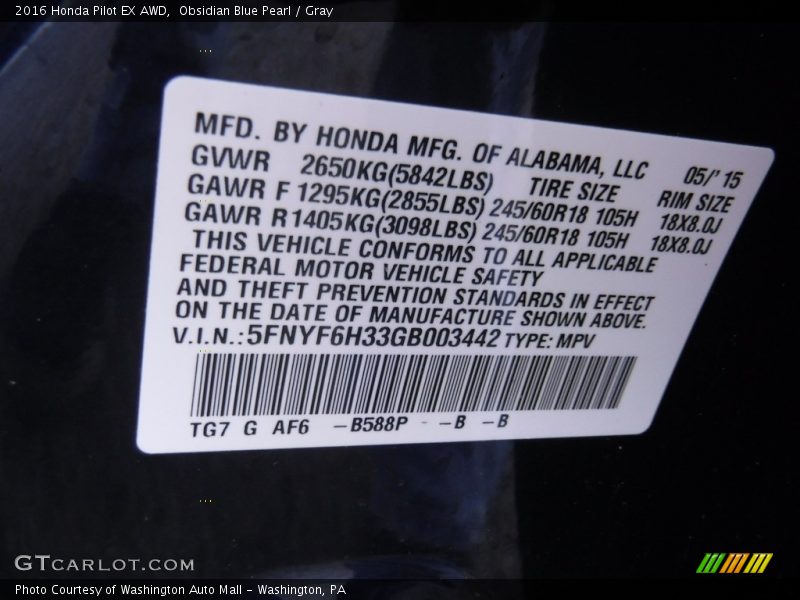 2016 Honda Pilot EX AWD,  Obsidian Blue Pearl / Gray
MFD. BY HONDA MFG. OF ALABAMA, LLC 05/'15
GVWR 2650KG(5842LBS) TIRE SIZE RIM SIZE
GAWR F 1295KG(2855LBS) 245/60R18 105H 18X8.0J
GAWR R 1405KG(3098LBS) 245/60R18 105H 18X8.0J
THIS VEHICLE CONFORMS TO ALL APPLICABLE
FEDERAL MOTOR VEHICLE SAFETY
AND THEFT PREVENTION STANDARDS IN EFFECT
ON THE DATE OF MANUFACTURE SHOWN ABOVE.
V.I.N.:5FNYF6H33GB003442 TYPE: MPV
TG7 G AF6 -B588P - -B -B
GTCARLOT.COM
Photo Courtesy of Washington Auto Mall - Washington, PA